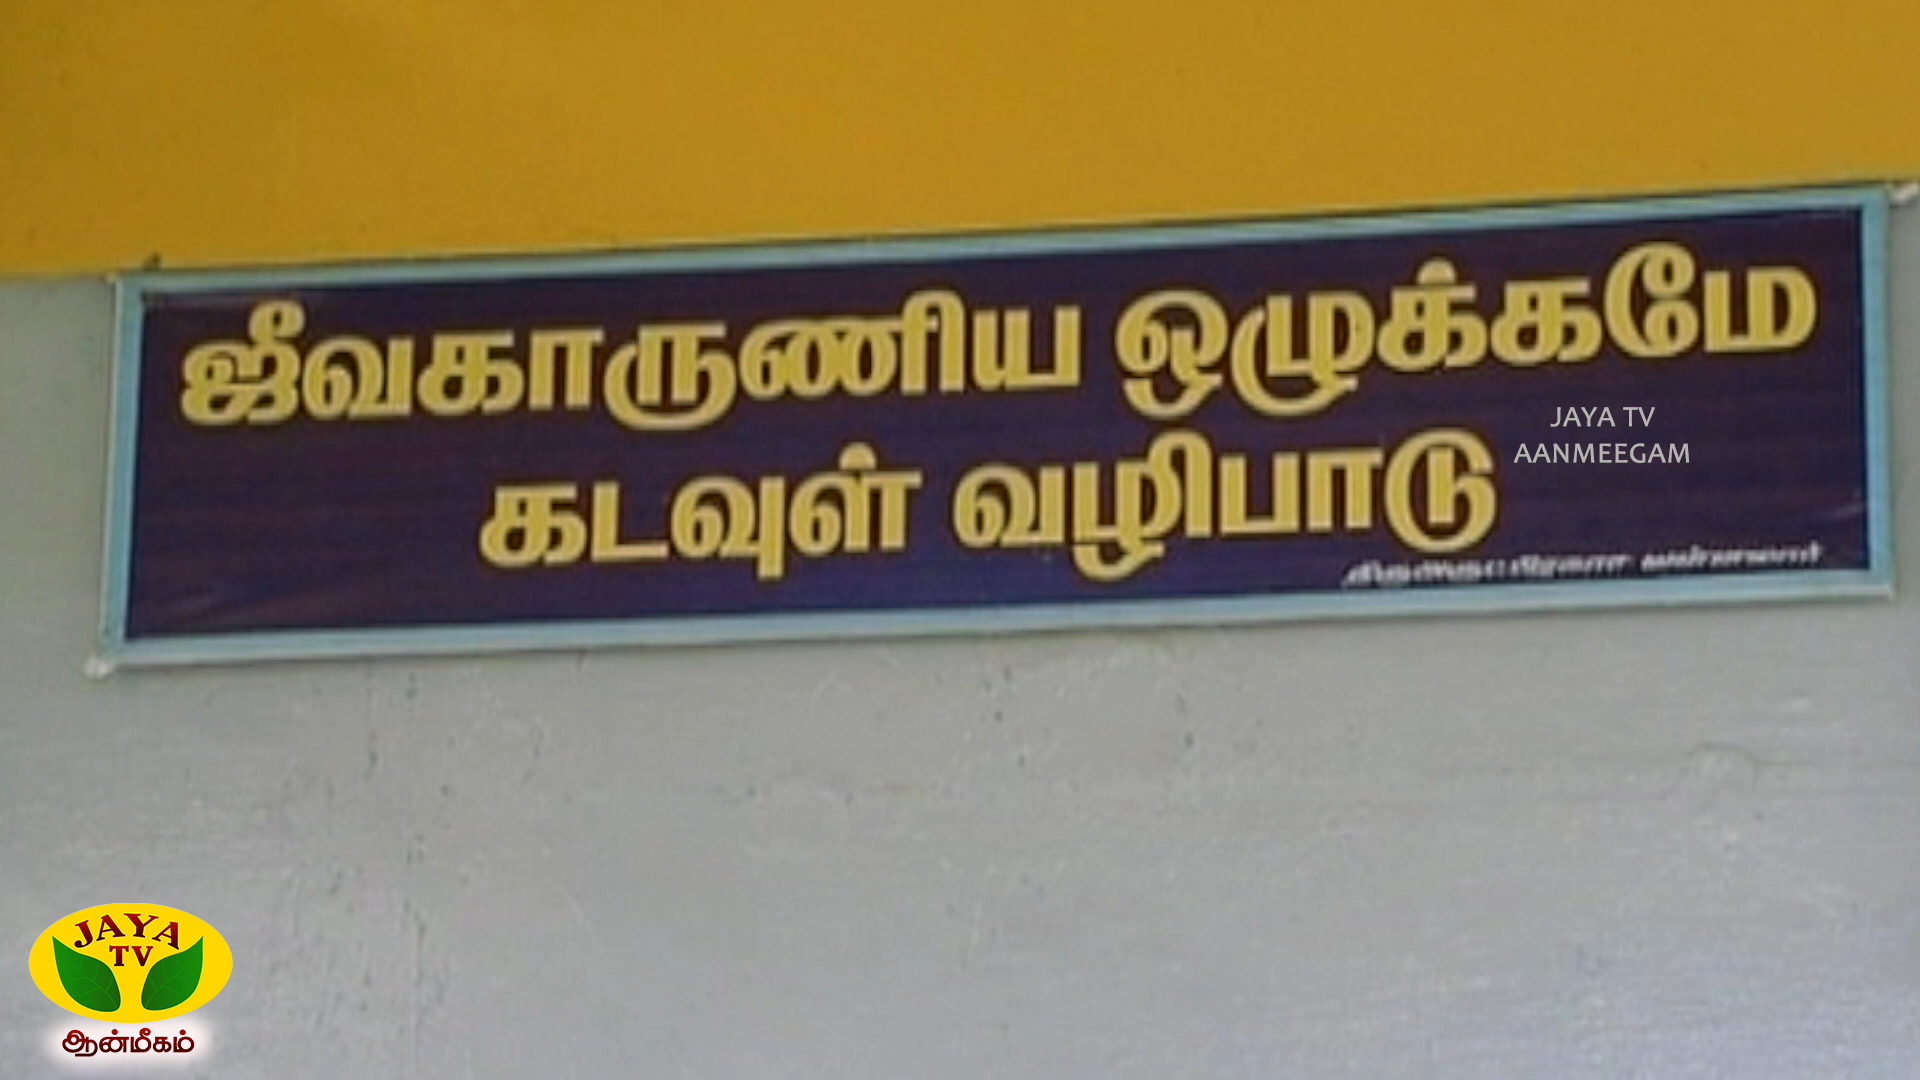 ஜீவகாருணிய ஒழுக்கமே
JAYA TV
AANMEEGAM
கடவுள் வழிபாடு
JAYA
TV
ஆன்மீகம்